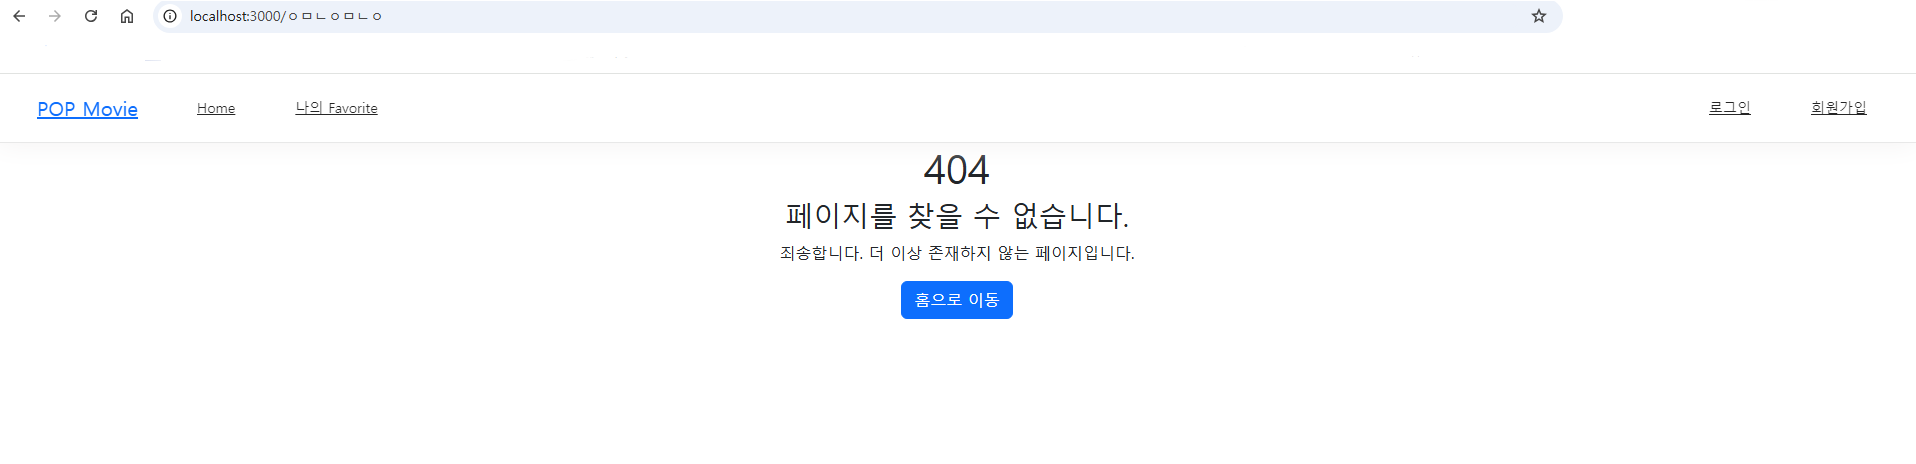 localhost:3000/ㅇㅁㄴㅇㅁㄴㅇ
POP Movie Home 나의 Favorite 로그인 회원가입
404
페이지를 찾을 수 없습니다.
죄송합니다. 더 이상 존재하지 않는 페이지입니다.
홈으로 이동